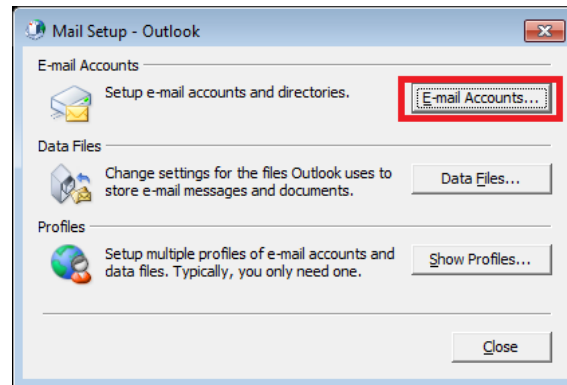 Mail Setup - Outlook
E-mail Accounts
Setup e-mail accounts and directories.
E-mail Accounts...
Data Files
Change settings for the files Outlook uses to
store e-mail messages and documents.
Data Files...
Profiles
Setup multiple profiles of e-mail accounts and
data files. Typically, you only need one.
Show Profiles...
Close